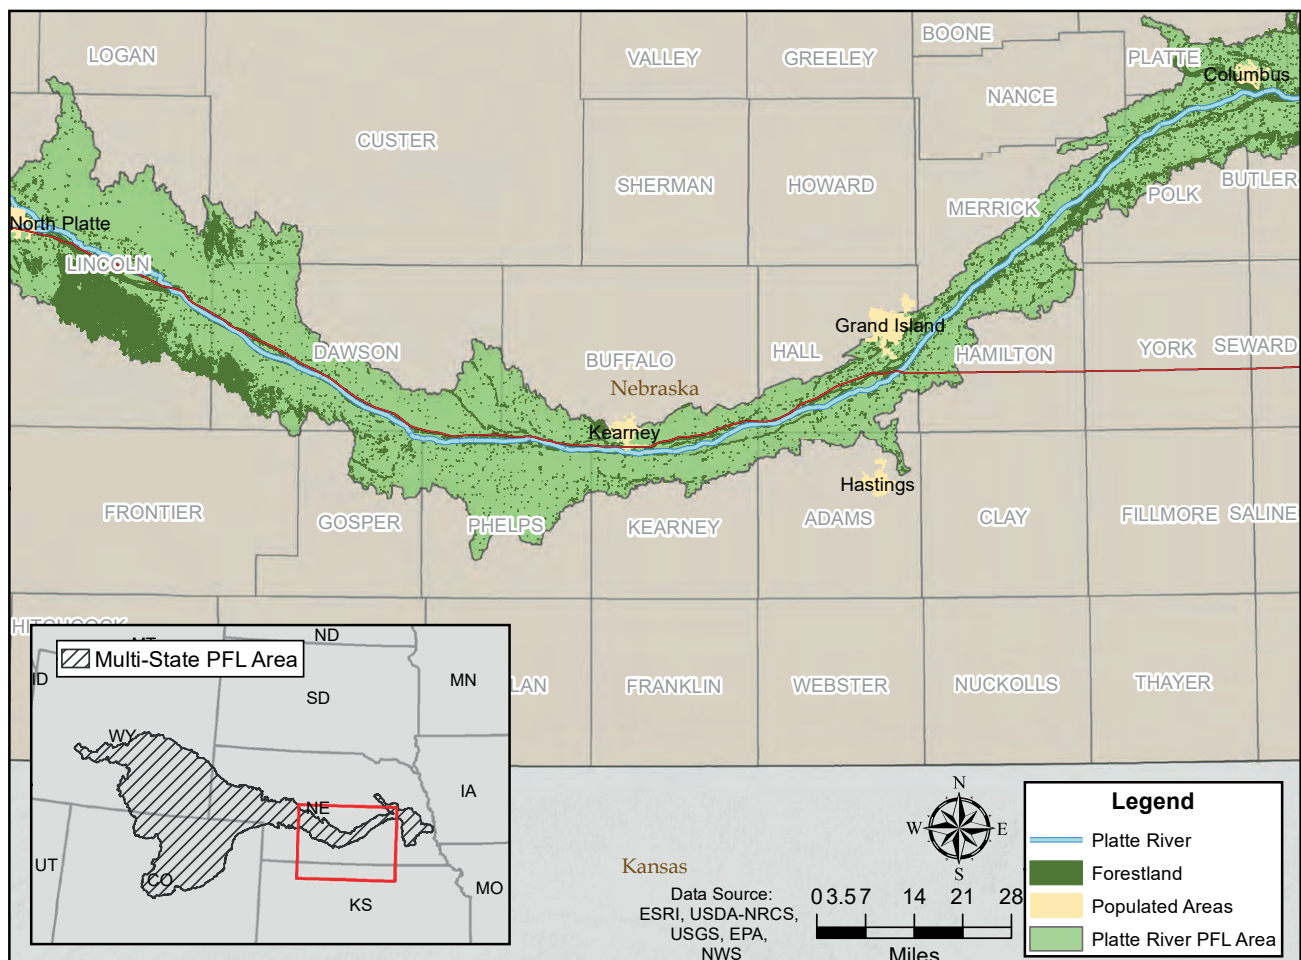 BOONE
LOGAN
VALLEY
GREELEY
PLATTE
Columbus
NANCE
CUSTER
SHERMAN
HOWARD
BUTLER
POLK
MERRICK
North Platte
LINCOLN
Grand Island
DAWSON
BUFFALO
HALL
HAMILTON
YORK
SEWARD
Nebraska
Kearney
Hastings
FRONTIER
GOSPER
PHELPS
KEARNEY
ADAMS
CLAY
FILLMORE
SALINE
FRANKLIN
WEBSTER
NUCKOLLS
THAYER
Multi-State PFL Area
ND
ID
MN
SD
WY
IA
NE
UT
CO
MO
KS
Kansas
Data Source:
ESRI, USDA-NRCS,
USGS, EPA,
NWS
N
W
E
S
0 3.5 7 14 21 28
Miles
Legend
Platte River
Forestland
Populated Areas
Platte River PFL Area